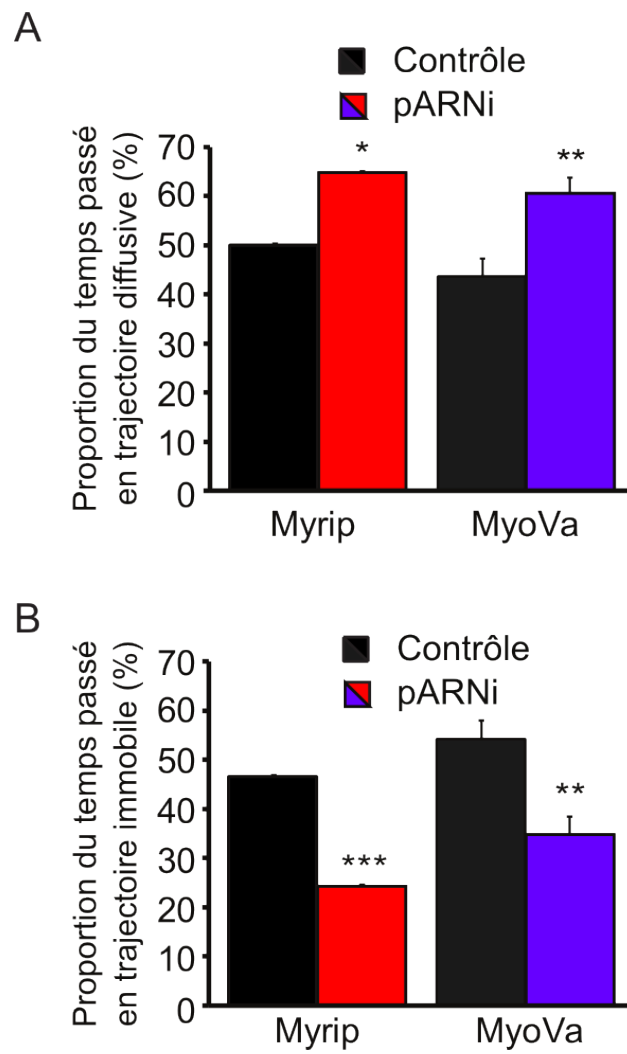 A
Contrôle
pARNi
Proportion du temps passé
en trajectoire diffusive (%)
70
60
50
40
30
20
10
0
*
**
Myrip
MyoVa
B
Contrôle
pARNi
Proportion du temps passé
en trajectoire immobile (%)
70
60
50
40
30
20
10
0
***
**
Myrip
MyoVa